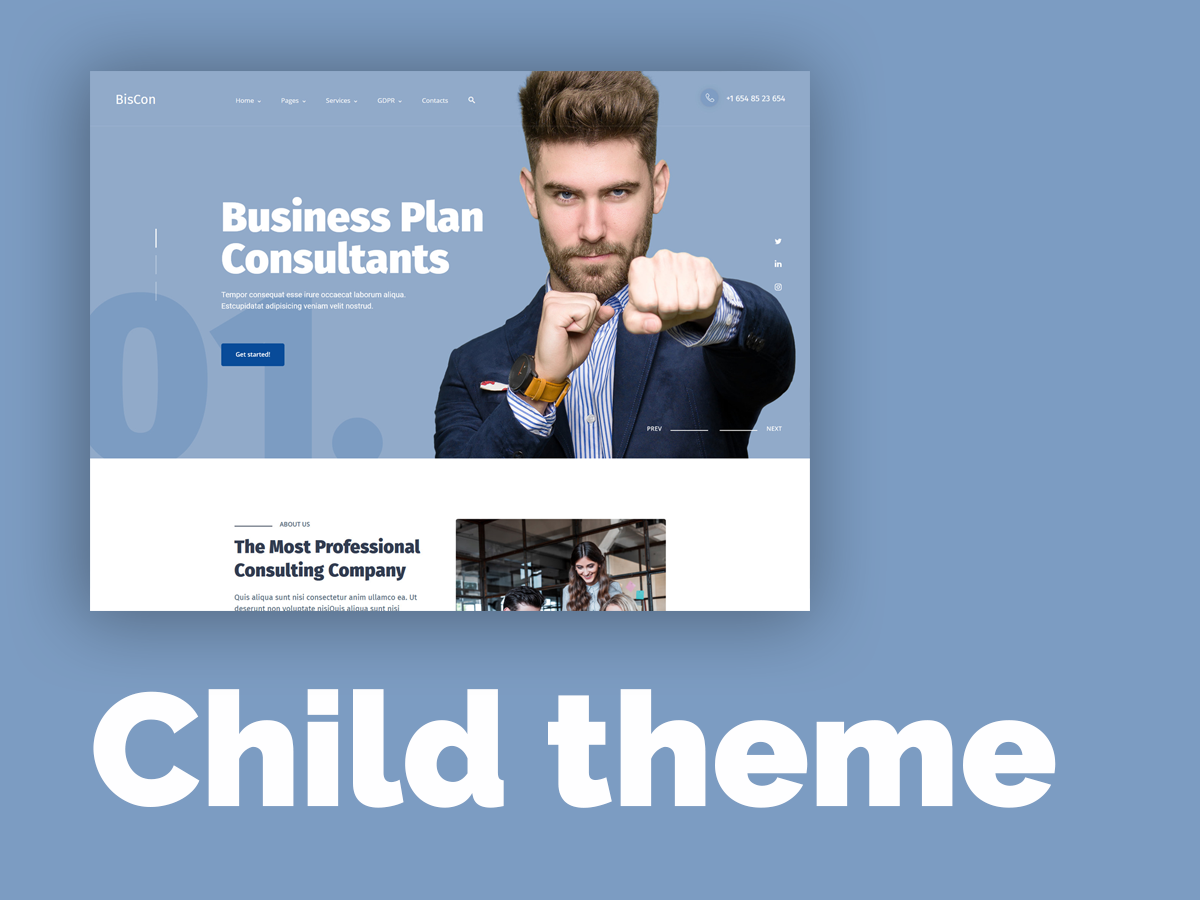 BisCon
Home Pages Services GDPR Contacts
+1 654 85 23 654
Business Plan
Consultants
Tempor consequat esse irure occaecat laborum aliqua.
Estcupidatat adipisicing veniam velit nostrud.
01.
Get started!
PREV NEXT
ABOUT US
The Most Professional
Consulting Company
Quis aliqua sunt nisi consectetur anim ullamco ea. Ut
deserunt non voluptate nisiQuis aliqua sunt nisi
Child theme